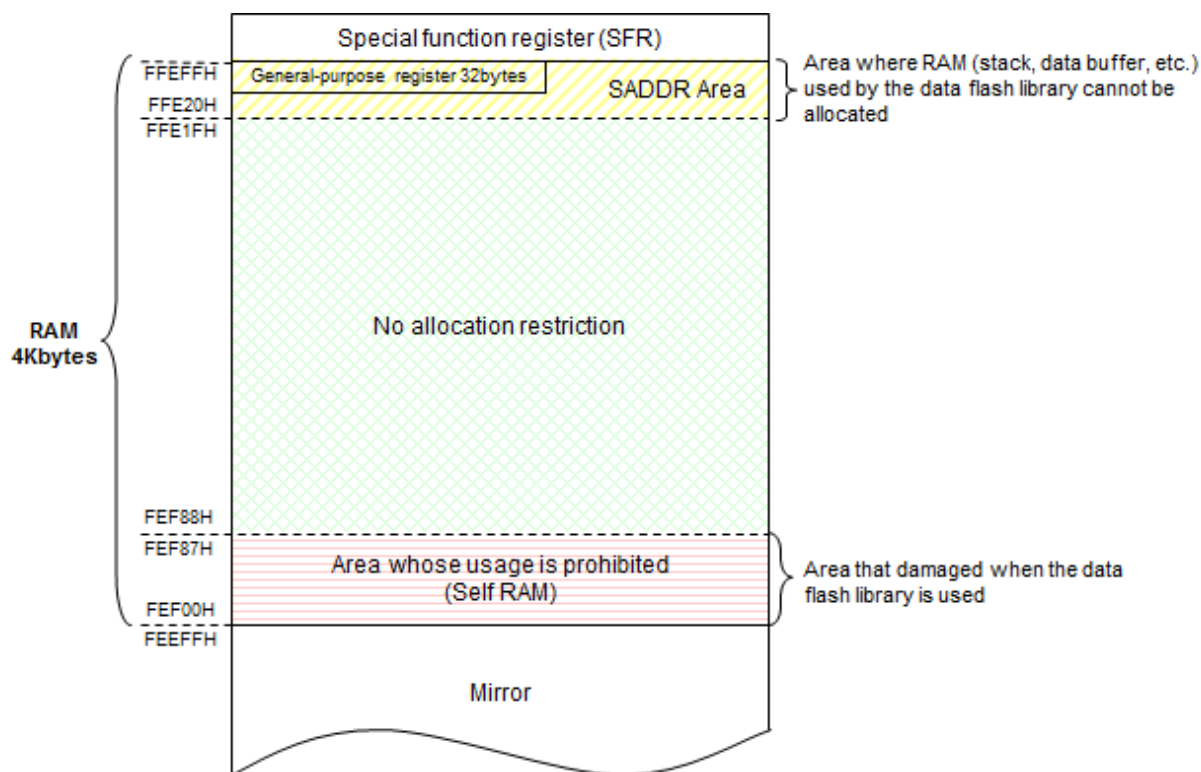 Special function register (SFR)
FFEFFH
General-purpose register 32bytes
SADDR Area
FFE20H
FFE1FH
Area where RAM (stack, data buffer, etc.)
used by the data flash library cannot be
allocated
RAM
4Kbytes
No allocation restriction
FEF88H
FEF87H
Area whose usage is prohibited
(Self RAM)
FEF00H
FEEFFH
Area that damaged when the data
flash library is used
Mirror